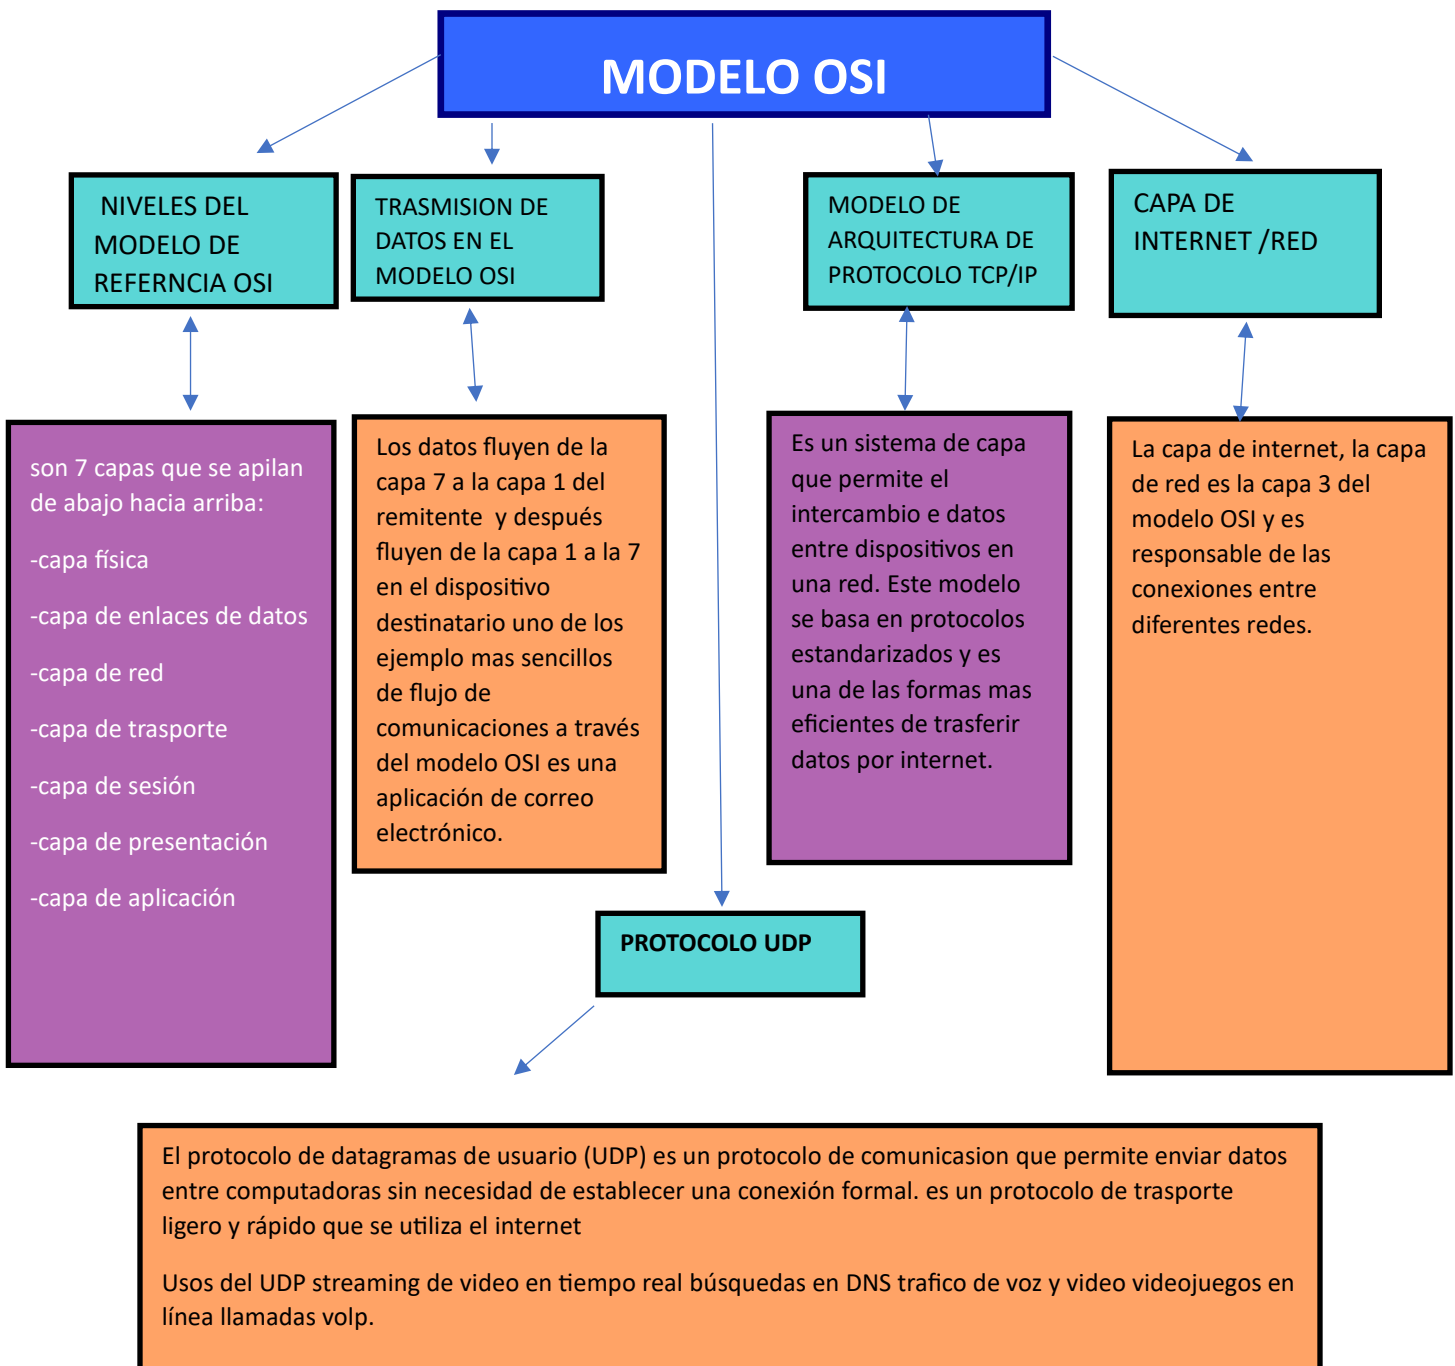 MODELO OSI
NIVELES DEL
MODELO DE
REFERNCIA OSI
TRASMISION DE
DATOS EN EL
MODELO OSI
MODELO DE
ARQUITECTURA DE
PROTOCOLO TCP/IP
CAPA DE
INTERNET /RED
son 7 capas que se apilan
de abajo hacia arriba:
-capa física
-capa de enlaces de datos
-capa de red
-capa de trasporte
-capa de sesión
-capa de presentación
-capa de aplicación
Los datos fluyen de la
capa 7 a la capa 1 del
remitente  y después
fluyen de la capa 1 a la 7
en el dispositivo
destinatario uno de los
ejemplo mas sencillos
de flujo de
comunicaciones a través
del modelo OSI es una
aplicación de correo
electrónico.
Es un sistema de capa
que permite el
intercambio e datos
entre dispositivos en
una red. Este modelo
se basa en protocolos
estandarizados y es
una de las formas mas
eficientes de trasferir
datos por internet.
La capa de internet, la capa
de red es la capa 3 del
modelo OSI y es
responsable de las
conexiones entre
diferentes redes.
PROTOCOLO UDP
El protocolo de datagramas de usuario (UDP) es un protocolo de comunicasion que permite enviar datos
entre computadoras sin necesidad de establecer una conexión formal. es un protocolo de trasporte
ligero y rápido que se utiliza el internet
Usos del UDP streaming de video en tiempo real búsquedas en DNS trafico de voz y video videojuegos en
línea llamadas volp.